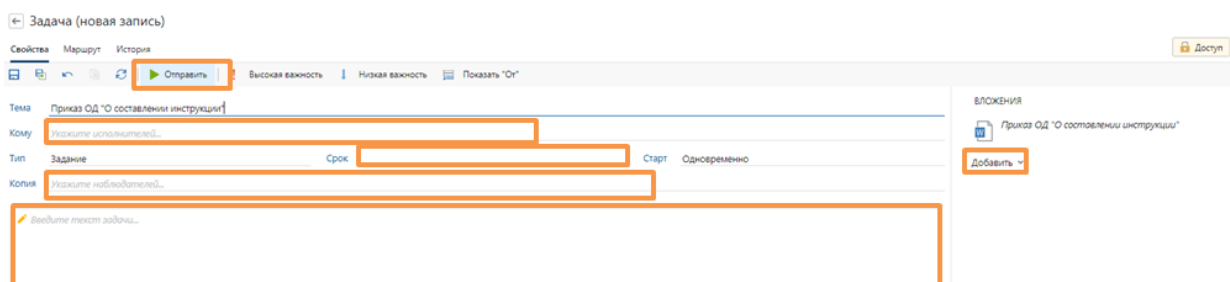 Задача (новая запись)
Свойства Маршрут История
Доступ
Отправить Высокая важность Низкая важность Показать "От"
Тема Приказ ОД "О составлении инструкции"
Кому Укажите исполнителей...
Тип Задание Срок Старт Одновременно
Копия Укажите наблюдателей...
Введите текст задачи...
ВЛОЖЕНИЯ
Приказ ОД "О составлении инструкции"
Добавить